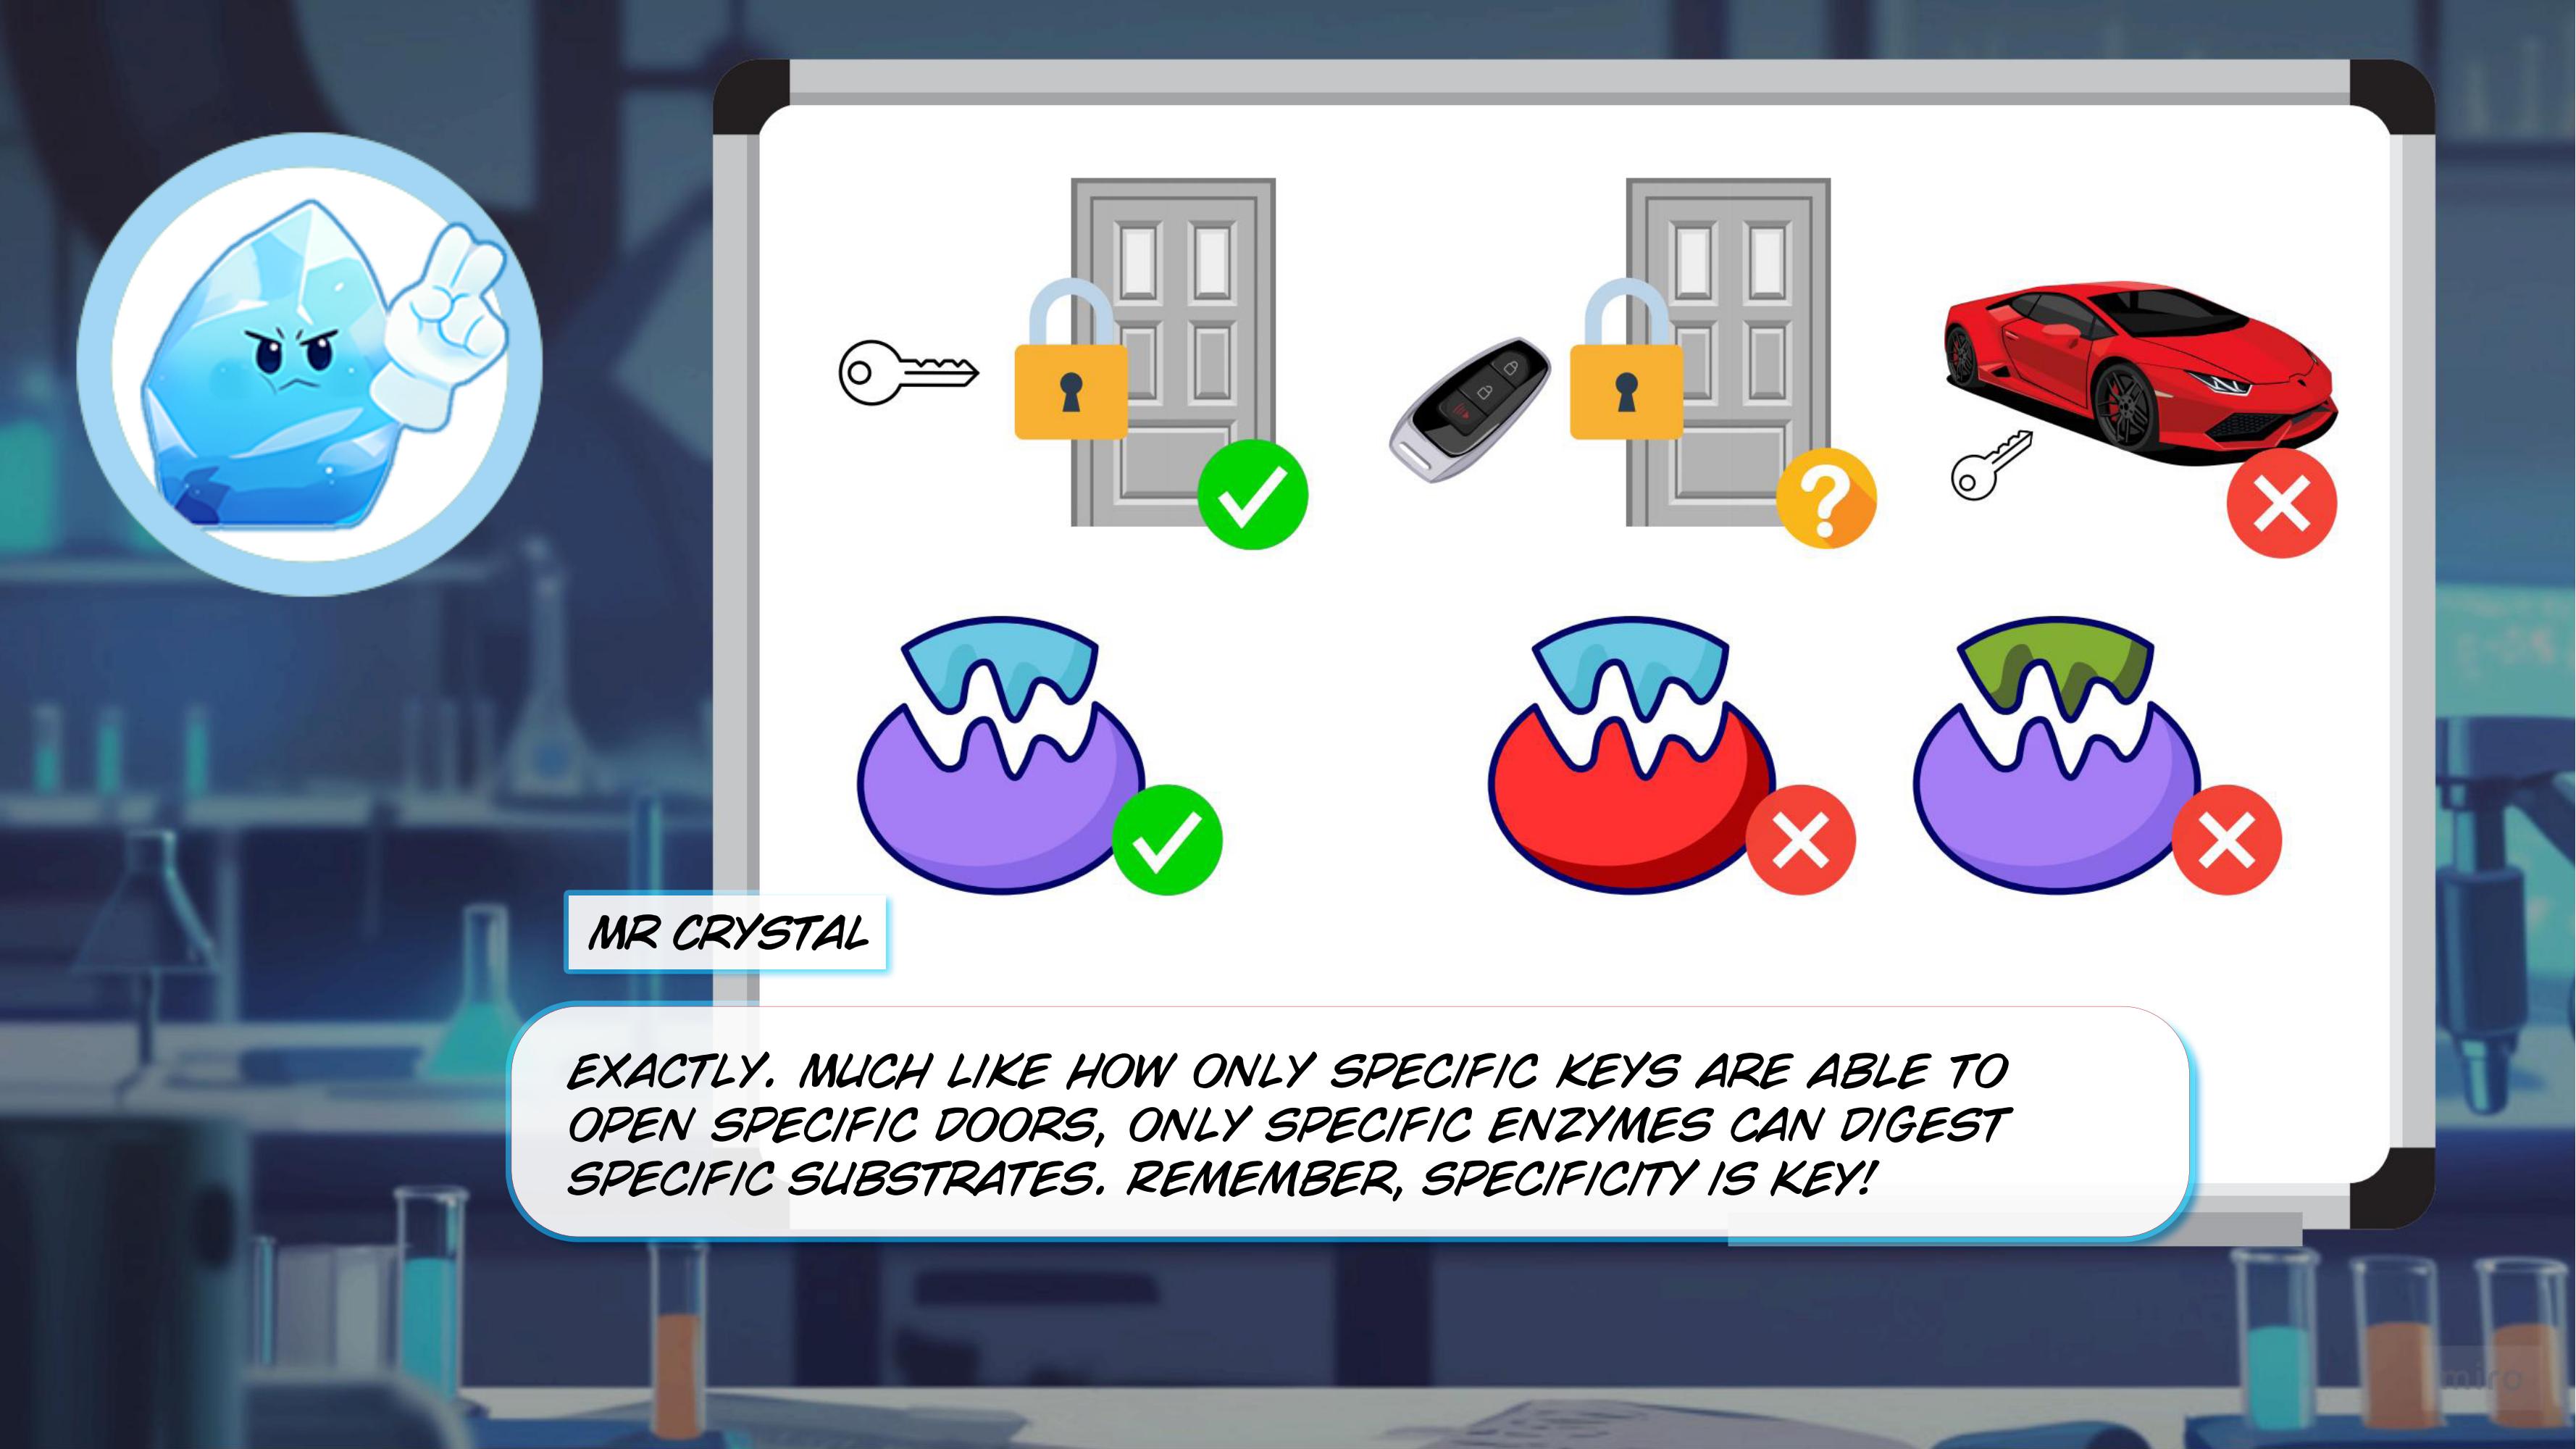 MR CRYSTAL
EXACTLY. MUCH LIKE HOW ONLY SPECIFIC KEYS ARE ABLE TO
OPEN SPECIFIC DOORS, ONLY SPECIFIC ENZYMES CAN DIGEST
SPECIFIC SUBSTRATES. REMEMBER, SPECIFICITY IS KEY!
miro